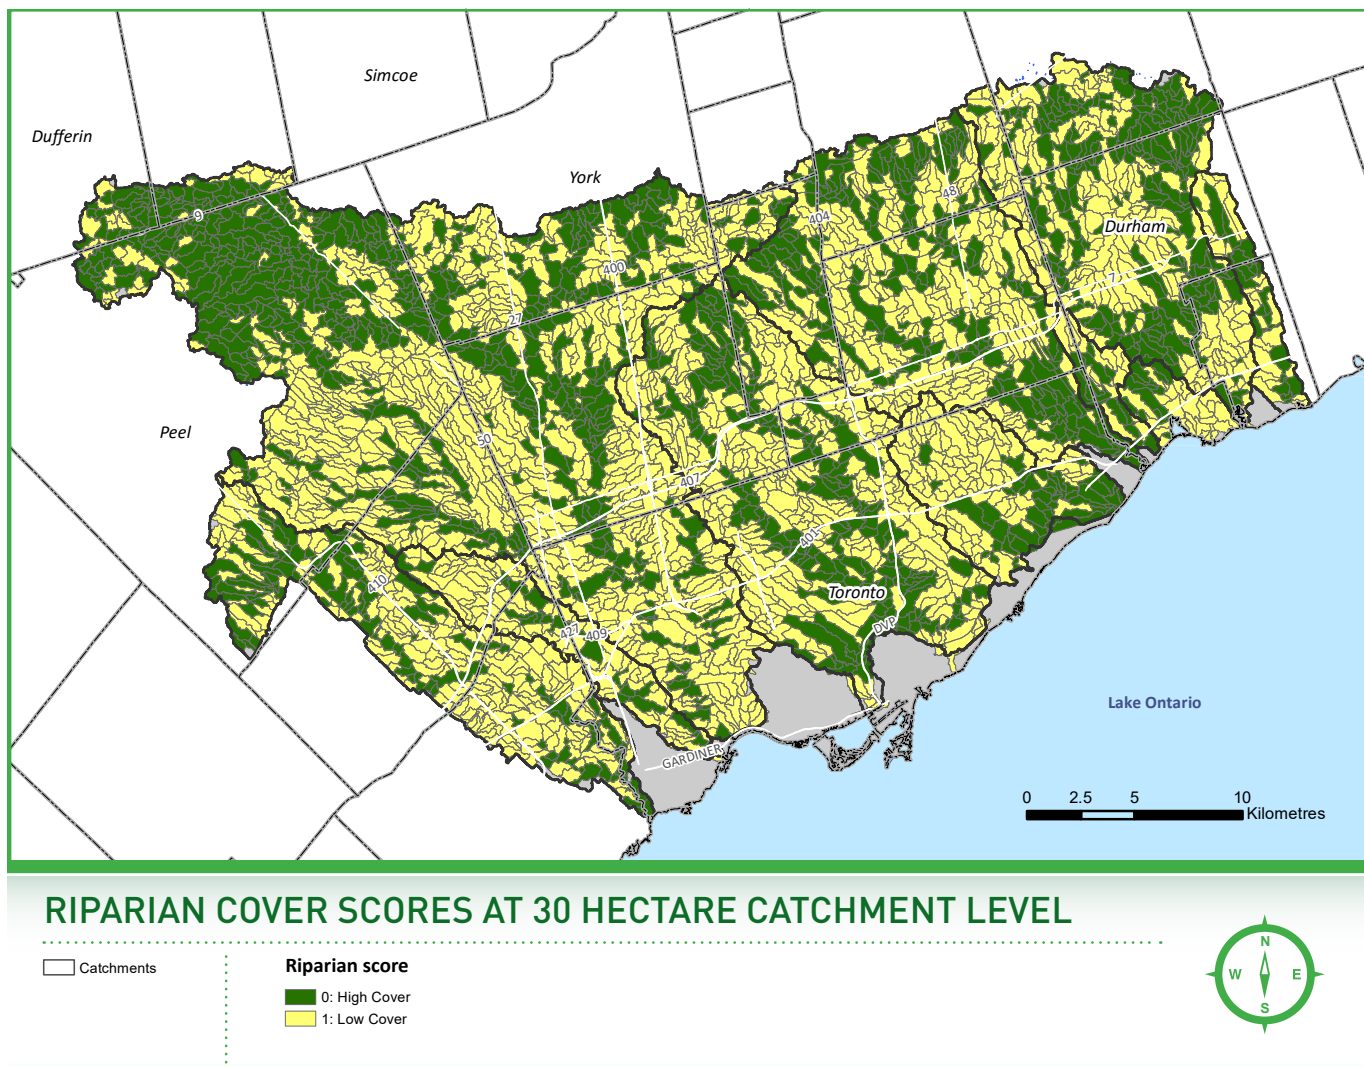 Simcoe
Dufferin
York
9
48
404
Durham
400
7
27
Peel
50
407
401
410
Toronto
DVP
427
409
Lake Ontario
GARDINER
0 2.5 5 10
Kilometres
RIPARIAN COVER SCORES AT 30 HECTARE CATCHMENT LEVEL
Catchments
Riparian score
0: High Cover
1: Low Cover
N
W E
S